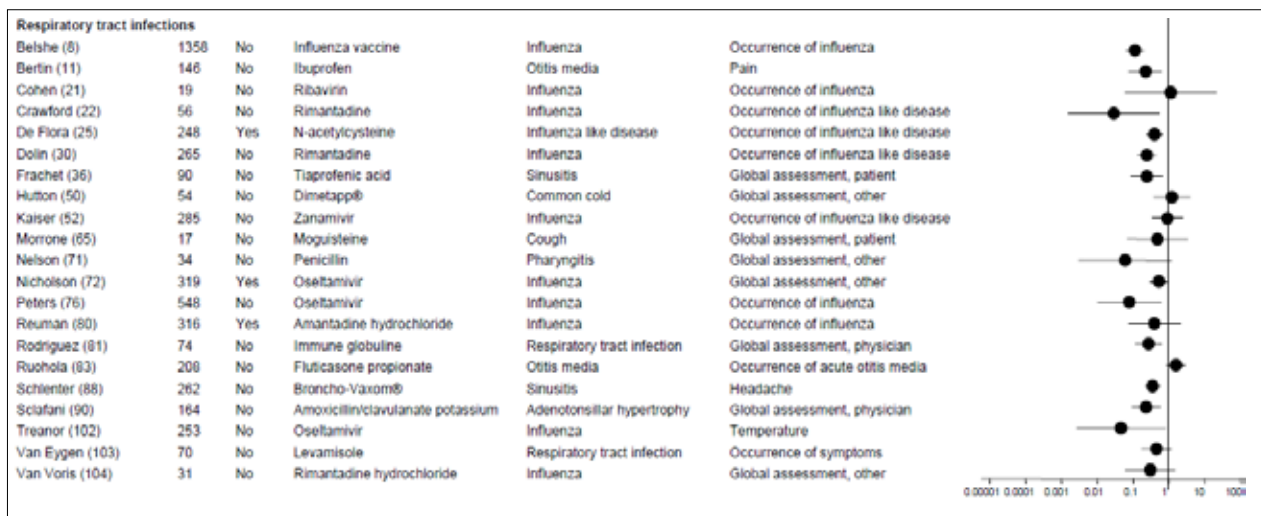 Respiratory tract infections
Belshe (8) 1358 No Influenza vaccine Influenza Occurrence of influenza
Bertin (11) 146 No Ibuprofen Otitis media Pain
Cohen (21) 19 No Ribavirin Influenza Occurrence of influenza
Crawford (22) 56 No Rimantadine Influenza Occurrence of influenza like disease
De Flora (25) 248 Yes N-acetylcysteine Influenza like disease Occurrence of influenza like disease
Dolin (30) 265 No Rimantadine Influenza Occurrence of influenza like disease
Frachet (36) 90 No Tiaprofenic acid Sinusitis Global assessment, patient
Hutton (50) 54 No Dimetapp® Common cold Global assessment, other
Kaiser (52) 285 No Zanamivir Influenza Occurrence of influenza like disease
Morrone (65) 17 No Moguisteine Cough Global assessment, patient
Nelson (71) 34 No Penicillin Pharyngitis Global assessment, other
Nicholson (72) 319 Yes Oseltamivir Influenza Global assessment, other
Peters (76) 548 No Oseltamivir Influenza Occurrence of influenza
Reuman (80) 316 Yes Amantadine hydrochloride Influenza Occurrence of influenza
Rodriguez (81) 74 No Immune globuline Respiratory tract infection Global assessment, physician
Ruohola (83) 208 No Fluticasone propionate Otitis media Occurrence of acute otitis media
Schlenter (88) 262 No Broncho-Vaxom® Sinusitis Headache
Sclafani (90) 164 No Amoxicillin/clavulanate potassium Adenotonsillar hypertrophy Global assessment, physician
Treanor (102) 253 No Oseltamivir Influenza Temperature
Van Eygen (103) 70 No Levamisole Respiratory tract infection Occurrence of symptoms
Van Voris (104) 31 No Rimantadine hydrochloride Influenza Global assessment, other
0.00001 0.0001 0.001 0.01 0.1 1 10